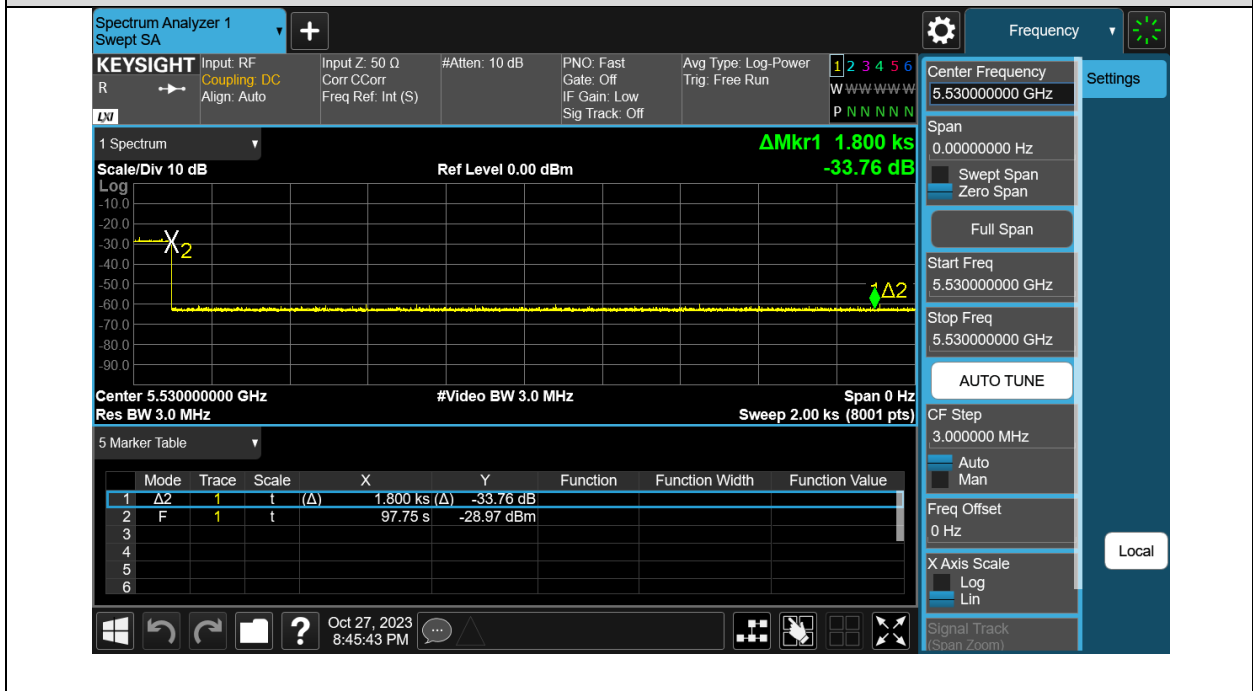 Spectrum Analyzer 1
Swept SA
+
Frequency
KEYSIGHT
R
LXI
Input: RF
Coupling: DC
Align: Auto
Input Z: 50 Ω
Corr CCorr
Freq Ref: Int (S)
#Atten: 10 dB
PNO: Fast
Gate: Off
IF Gain: Low
Sig Track: Off
Avg Type: Log-Power
Trig: Free Run
1 2 3 4 5 6
W W W W W W
P N N N N N
1 Spectrum
ΔMkr1 1.800 ks
Scale/Div 10 dB
Ref Level 0.00 dBm
-33.76 dB
Log
-10.0
-20.0
-30.0
-40.0
-50.0
-60.0
-70.0
-80.0
-90.0
X2
1Δ2
Center 5.530000000 GHz
#Video BW 3.0 MHz
Span 0 Hz
Res BW 3.0 MHz
Sweep 2.00 ks (8001 pts)
5 Marker Table
Mode Trace Scale X Y Function Function Width Function Value
1 Δ2 1 t (Δ) 1.800 ks (Δ) -33.76 dB
2 F 1 t 97.75 s -28.97 dBm
3
4
5
6
?
Oct 27, 2023
8:45:43 PM
Center Frequency
5.530000000 GHz
Settings
Span
0.00000000 Hz
Swept Span
Zero Span
Full Span
Start Freq
5.530000000 GHz
Stop Freq
5.530000000 GHz
AUTO TUNE
CF Step
3.000000 MHz
Auto
Man
Freq Offset
0 Hz
Local
X Axis Scale
Log
Lin
Signal Track
(Span Zoom)